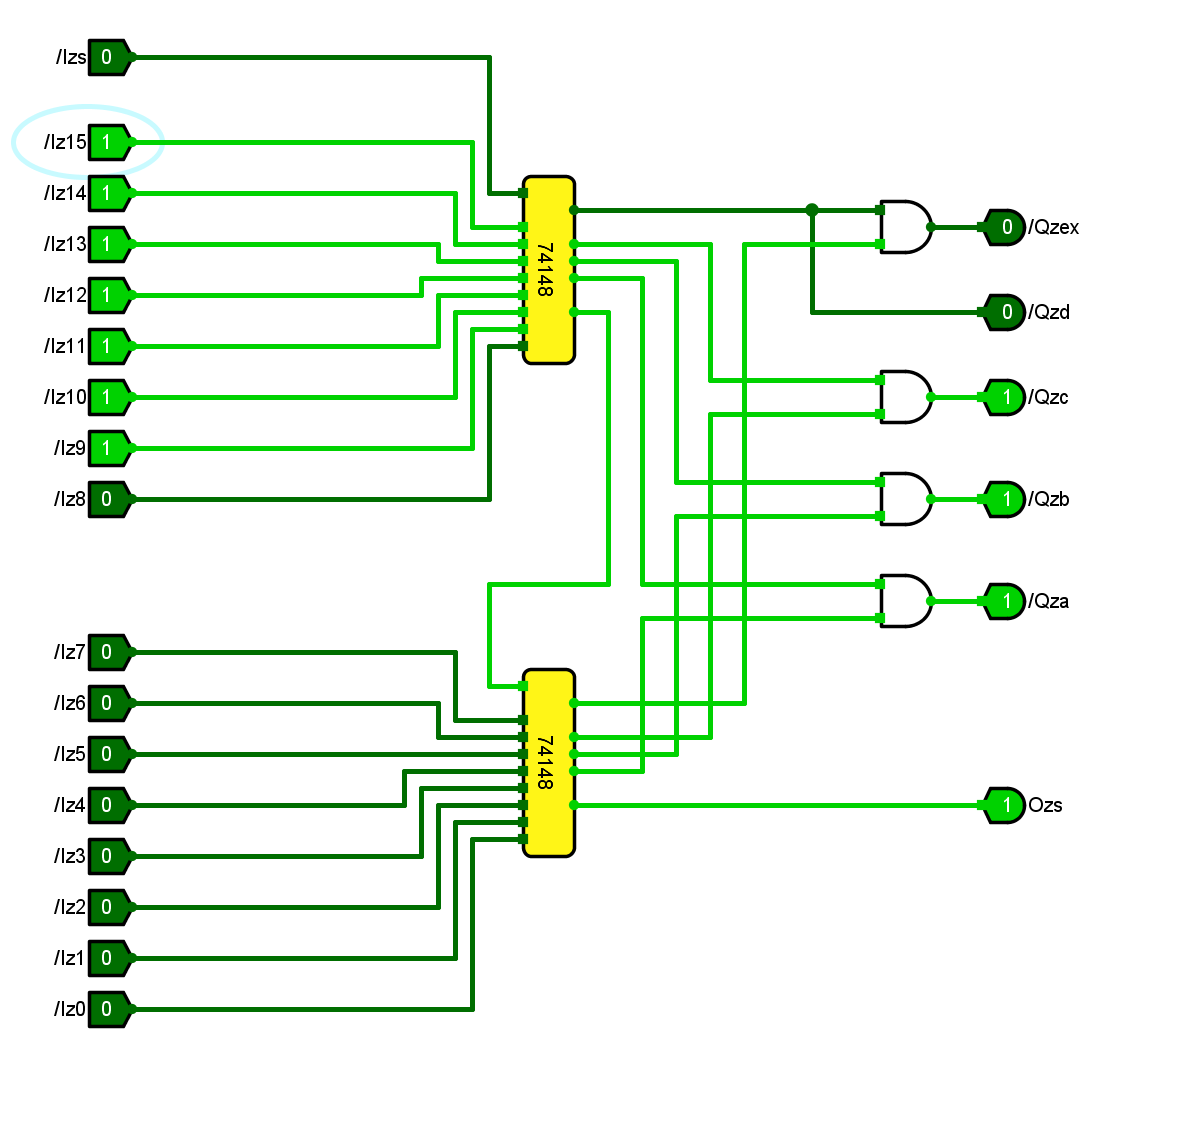 /Izs 0
/Iz15 1
/Iz14 1
/Iz13 1
/Iz12 1
/Iz11 1
/Iz10 1
/Iz9 1
/Iz8 0
74148
/Iz7 0
/Iz6 0
/Iz5 0
/Iz4 0
/Iz3 0
/Iz2 0
/Iz1 0
/Iz0 0
74148
0 /Qzex
0 /Qzd
1 /Qzc
1 /Qzb
1 /Qza
1 Ozs